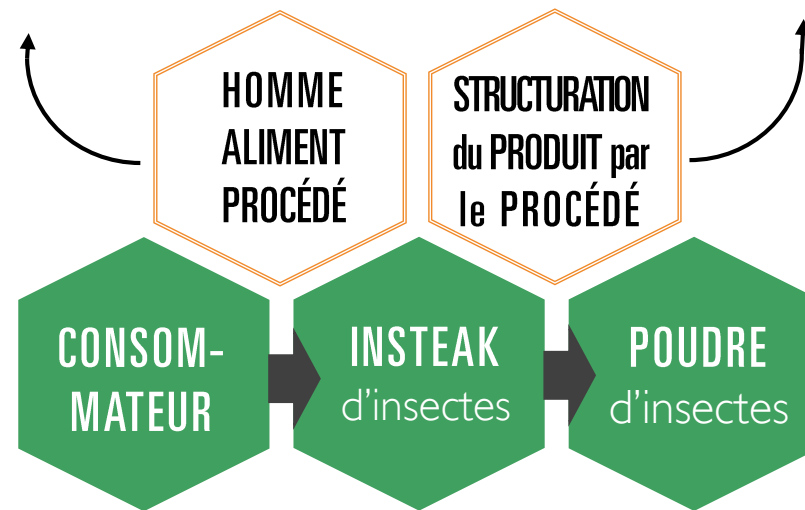 HOMME
ALIMENT
PROCÉDÉ
STRUCTURATION
du PRODUIT par
le PROCÉDÉ
CONSOM-
MATEUR
INSTEAK
d'insectes
POUDRE
d'insectes